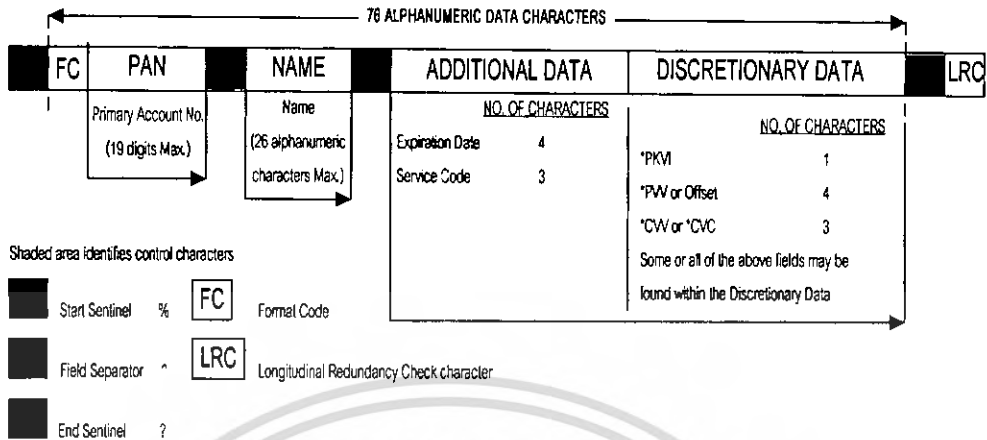 76 ALPHANUMERIC DATA CHARACTERS
FC PAN NAME ADDITIONAL DATA DISCRETIONARY DATA LRC
Primary Account No.
(19 digits Max.)
Name
(26 alphanumeric
characters Max.)
NO. OF CHARACTERS
Expiration Date 4
Service Code 3
NO. OF CHARACTERS
*PKVI 1
*PVV or Offset 4
*CVV or *CVC 3
Some or all of the above fields may be
found within the Discretionary Data
Shaded area identifies control characters
Start Sentinel % FC Format Code
Field Separator ^ LRC Longitudinal Redundancy Check character
End Sentinel ?